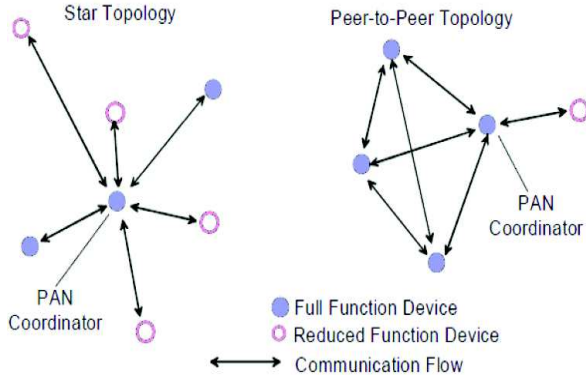 Star Topology
Peer-to-Peer Topology
PAN
Coordinator
PAN
Coordinator
Full Function Device
Reduced Function Device
Communication Flow